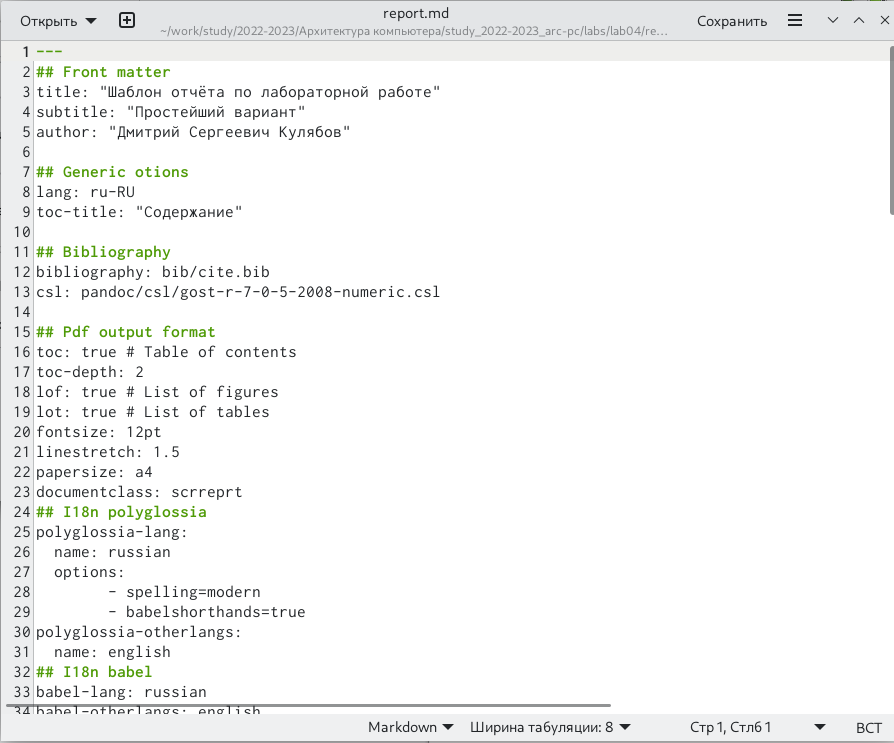 Открыть
report.md
~/work/study/2022-2023/Архитектура компьютера/study_2022-2023_arc-pc/labs/lab04/re...
Сохранить
1 ---
2 ## Front matter
3 title: "Шаблон отчёта по лабораторной работе"
4 subtitle: "Простейший вариант"
5 author: "Дмитрий Сергеевич Кулябов"
6
7 ## Generic otions
8 lang: ru-RU
9 toc-title: "Содержание"
10
11 ## Bibliography
12 bibliography: bib/cite.bib
13 csl: pandoc/csl/gost-r-7-0-5-2008-numeric.csl
14
15 ## Pdf output format
16 toc: true # Table of contents
17 toc-depth: 2
18 lof: true # List of figures
19 lot: true # List of tables
20 fontsize: 12pt
21 linestretch: 1.5
22 papersize: a4
23 documentclass: scrreprt
24 ## I18n polyglossia
25 polyglossia-lang:
26   name: russian
27   options:
28         - spelling=modern
29         - babelshorthands=true
30 polyglossia-otherlangs:
31   name: english
32 ## I18n babel
33 babel-lang: russian
34 babel-otherlangs: english
Markdown Ширина табуляции: 8 Стр 1, Стлб 1 ВСТ